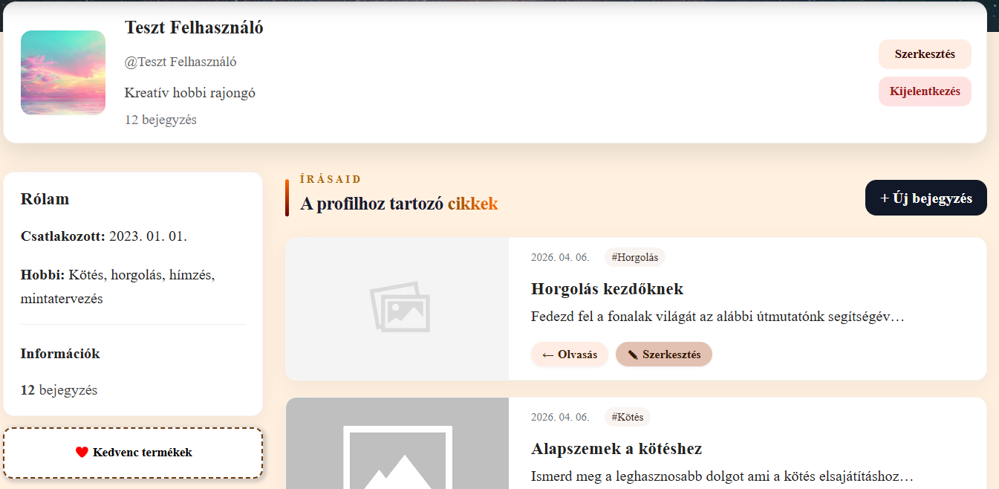 Teszt Felhasználó
@Teszt Felhasználó
Kreatív hobbi rajongó
12 bejegyzés
Szerkesztés
Kijelentkezés
Rólam
Csatlakozott: 2023. 01. 01.
Hobbi: Kötés, horgolás, hímzés,
mintatervezés
Információk
12 bejegyzés
❤ Kedvenc termékek
ÍRÁSAID
A profilhoz tartozó cikkek
+ Új bejegyzés
2026. 04. 06. #Horgolás
Horgolás kezdőknek
Fedezd fel a fonalak világát az alábbi útmutatónk segítségév…
← Olvasás ✎ Szerkesztés
2026. 04. 06. #Kötés
Alapszemek a kötéshez
Ismerd meg a leghasznosabb dolgot ami a kötés elsajátításhoz…